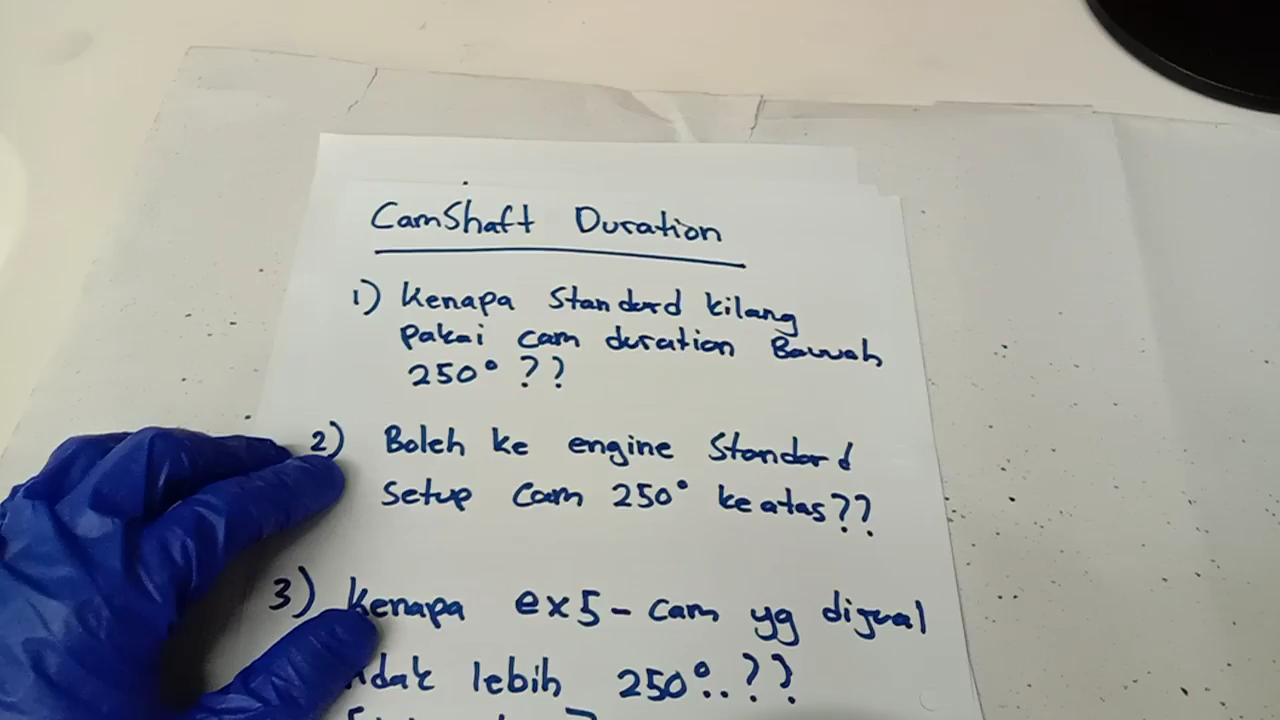 Camshaft Duration
1) Kenapa Standard kilang
pakai cam duration Bawah
250° ??
2) Boleh ke engine Standard
Setup Cam 250° keatas??
3) Kenapa ex5-cam yg dijual
lebih 250°..??